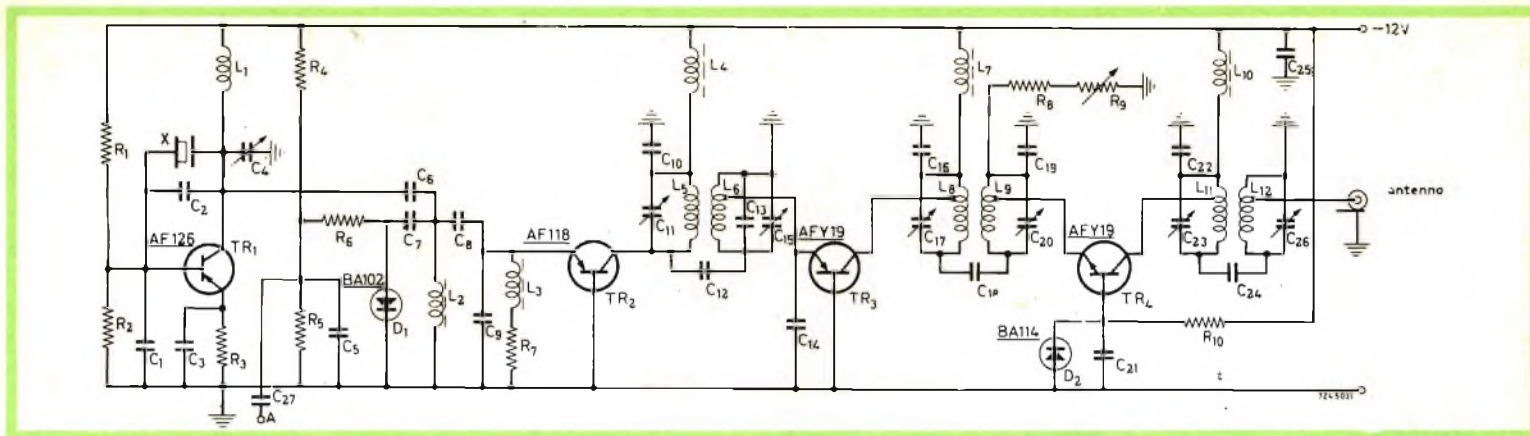 −12V
L1
R4
L4
L7
L10
C25
R8
R9
X
C4
R1
C10
C16
C19
C22
C2
C6
L5
L6
L8
L9
L11
L12
antenna
C13
R6
C7
C8
C11
C15
C17
C20
C23
C26
AF126
TR1
AF118
AFY19
AFY19
BA102
L2
L3
TR2
C12
TR3
C18
TR4
C24
D1
R2
R5
C9
R7
BA114
R10
C1
C3
R3
C5
C14
D2
C21
C27
A
7Z45031